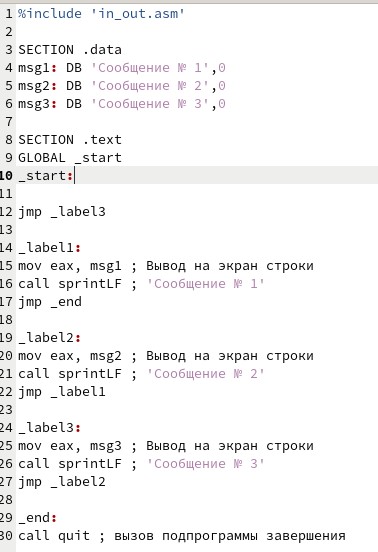 1 %include 'in_out.asm'
2
3 SECTION .data
4 msg1: DB 'Сообщение № 1',0
5 msg2: DB 'Сообщение № 2',0
6 msg3: DB 'Сообщение № 3',0
7
8 SECTION .text
9 GLOBAL _start
10 _start:
11
12 jmp _label3
13
14 _label1:
15 mov eax, msg1 ; Вывод на экран строки
16 call sprintLF ; 'Сообщение № 1'
17 jmp _end
18
19 _label2:
20 mov eax, msg2 ; Вывод на экран строки
21 call sprintLF ; 'Сообщение № 2'
22 jmp _label1
23
24 _label3:
25 mov eax, msg3 ; Вывод на экран строки
26 call sprintLF ; 'Сообщение № 3'
27 jmp _label2
28
29 _end:
30 call quit ; вызов подпрограммы завершения